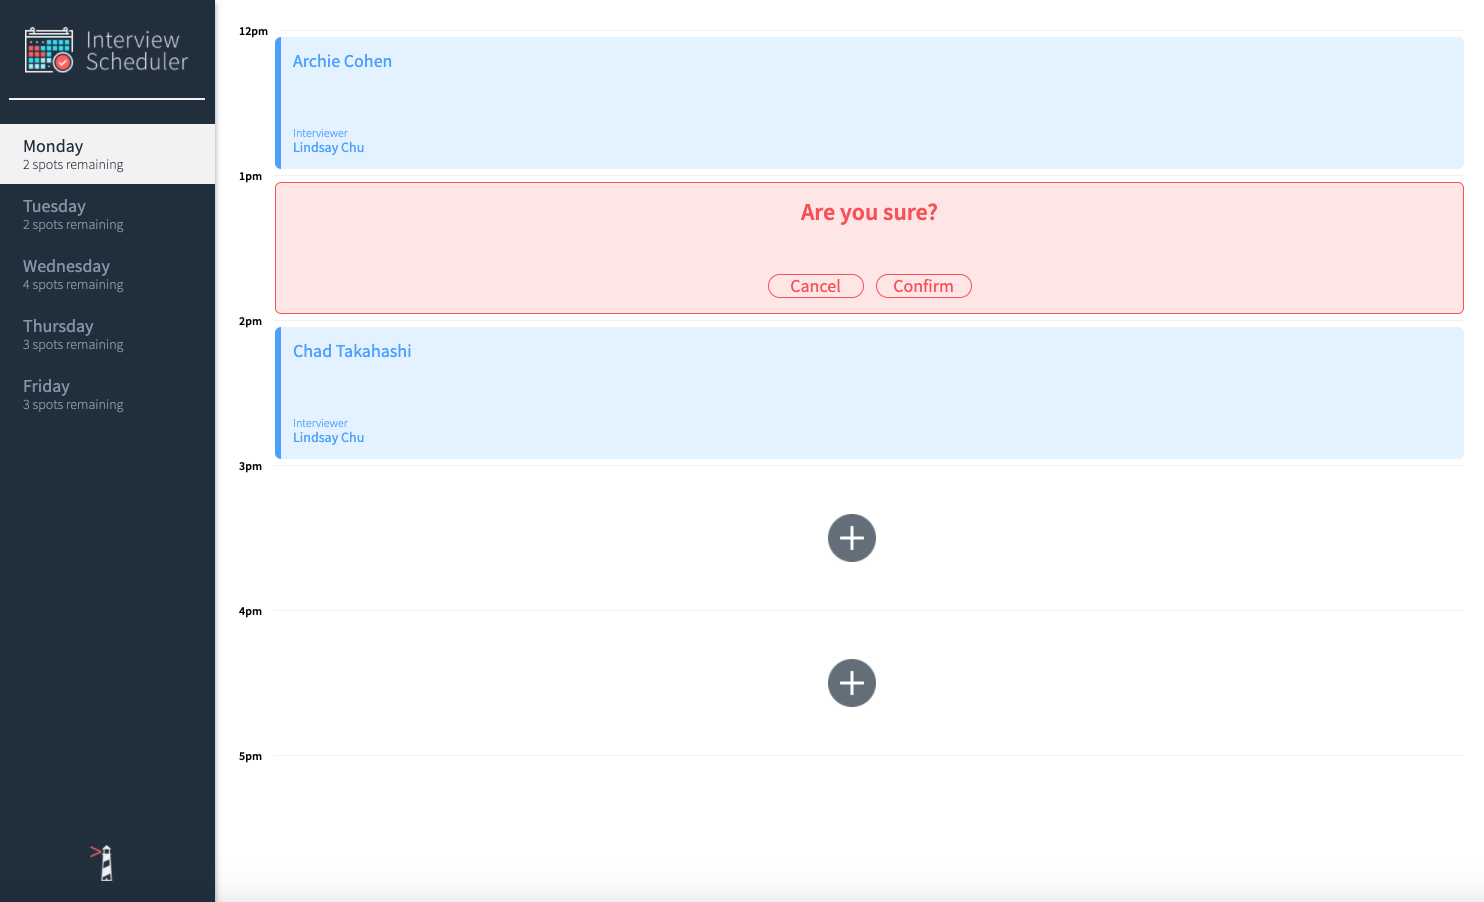 Interview
Scheduler
Monday
2 spots remaining
Tuesday
2 spots remaining
Wednesday
4 spots remaining
Thursday
3 spots remaining
Friday
3 spots remaining
12pm
Archie Cohen
Interviewer
Lindsay Chu
1pm
Are you sure?
Cancel Confirm
2pm
Chad Takahashi
Interviewer
Lindsay Chu
3pm
4pm
5pm